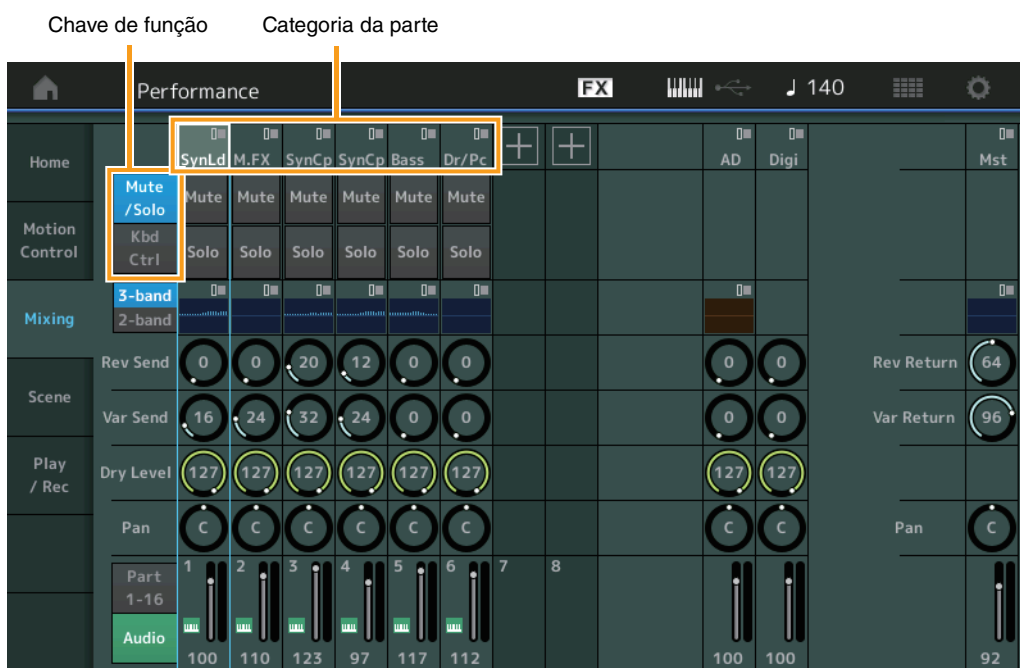 Chave de função Categoria da parte
Performance FX 140
Home SynLd M.FX SynCp SynCp Bass Dr/Pc AD Digi Mst
Mute
/Solo
Mute Mute Mute Mute Mute Mute
Motion
Control
Kbd
Ctrl
Solo Solo Solo Solo Solo Solo
Mixing
3-band
2-band
Rev Send 0 0 20 12 0 0 0 0 Rev Return 64
Scene
Var Send 16 24 32 24 0 0 0 0 Var Return 96
Play
/ Rec
Dry Level 127 127 127 127 127 127 127 127
Pan C C C C C C C C Pan C
Part
1-16
1 2 3 4 5 6 7 8
Audio
100 110 123 97 117 112 100 100 92